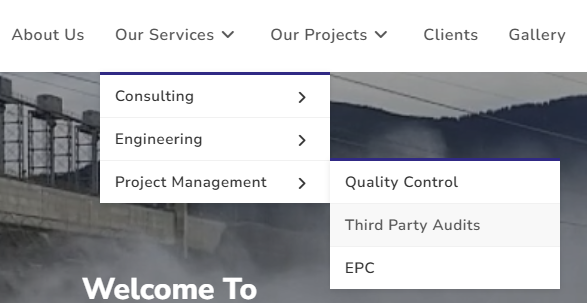 About Us Our Services Our Projects Clients Gallery
Consulting
Engineering
Project Management
Quality Control
Third Party Audits
EPC
Welcome To